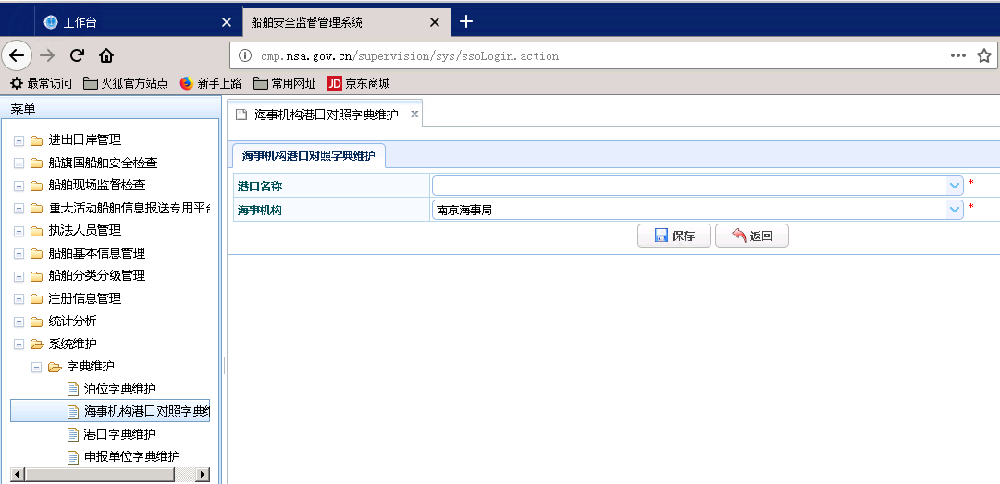 工作台
船舶安全监督管理系统
cmp.msa.gov.cn/supervision/sys/ssoLogin.action
最常访问 火狐官方站点 新手上路 常用网址 JD 京东商城
菜单
海事机构港口对照字典维护
进出口岸管理
船旗国船舶安全检查
船舶现场监督检查
重大活动船舶信息报送专用平台
执法人员管理
船舶基本信息管理
船舶分类分级管理
注册信息管理
统计分析
系统维护
字典维护
泊位字典维护
海事机构港口对照字典维
港口字典维护
申报单位字典维护
海事机构港口对照字典维护
港口名称 *
海事机构 南京海事局 *
保存 返回